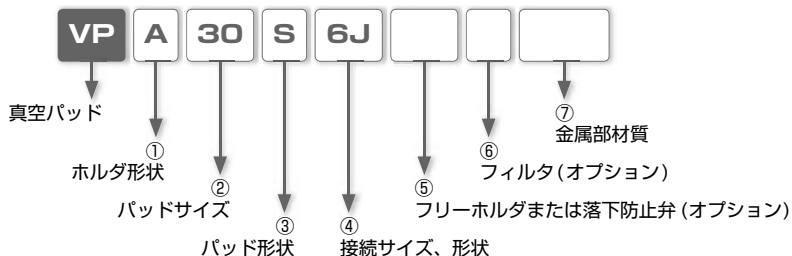 VP A 30 S 6J
真空パッド
①
ホルダ形状
②
パッドサイズ
③
パッド形状
④
接続サイズ、形状
⑤
フリーホルダまたは落下防止弁(オプション)
⑥
フィルタ(オプション)
⑦
金属部材質